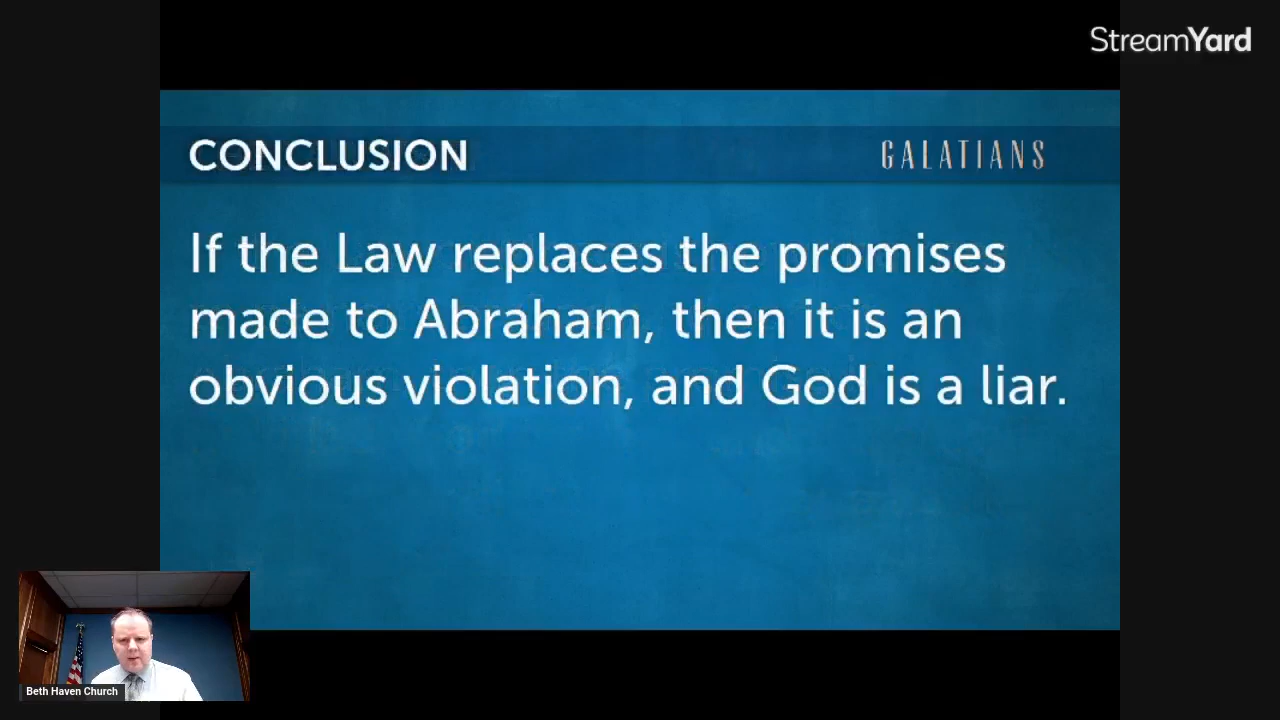 StreamYard
CONCLUSION
GALATIANS
If the Law replaces the promises
made to Abraham, then it is an
obvious violation, and God is a liar.
Beth Haven Church